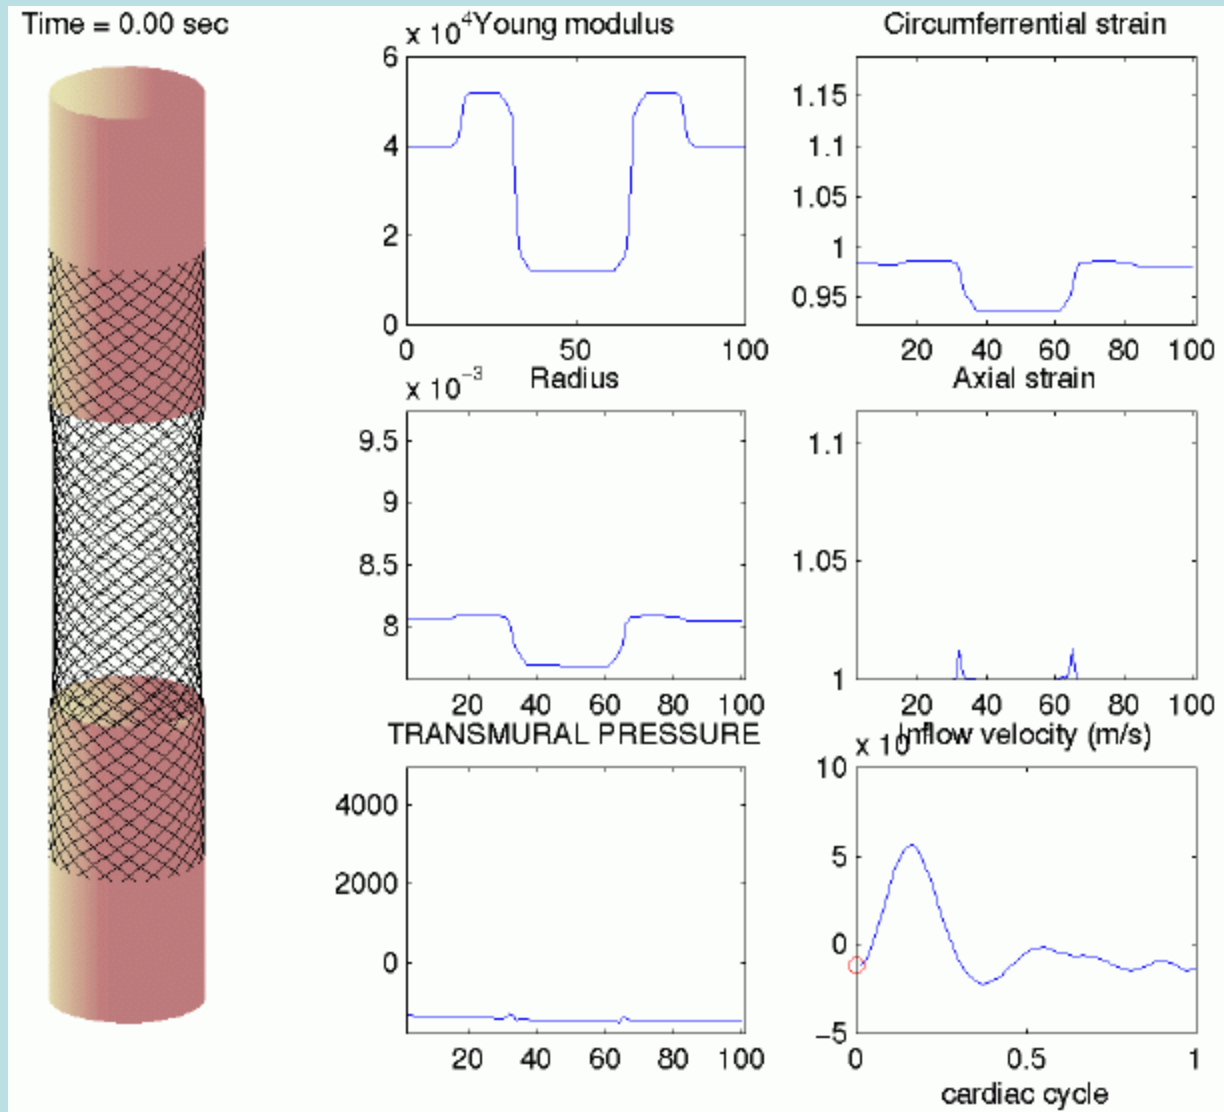 Time = 0.00 sec
x 10⁴ Young modulus
6
4
2
0
0 50 100
Circumferrential strain
1.15
1.1
1.05
1
0.95
20 40 60 80 100
x 10⁻³ Radius
9.5
9
8.5
8
20 40 60 80 100
Axial strain
1.1
1.05
1
20 40 60 80 100
TRANSMURAL PRESSURE
4000
2000
0
20 40 60 80 100
x 10 Inflow velocity (m/s)
10
5
0
−5
0 0.5 1
cardiac cycle